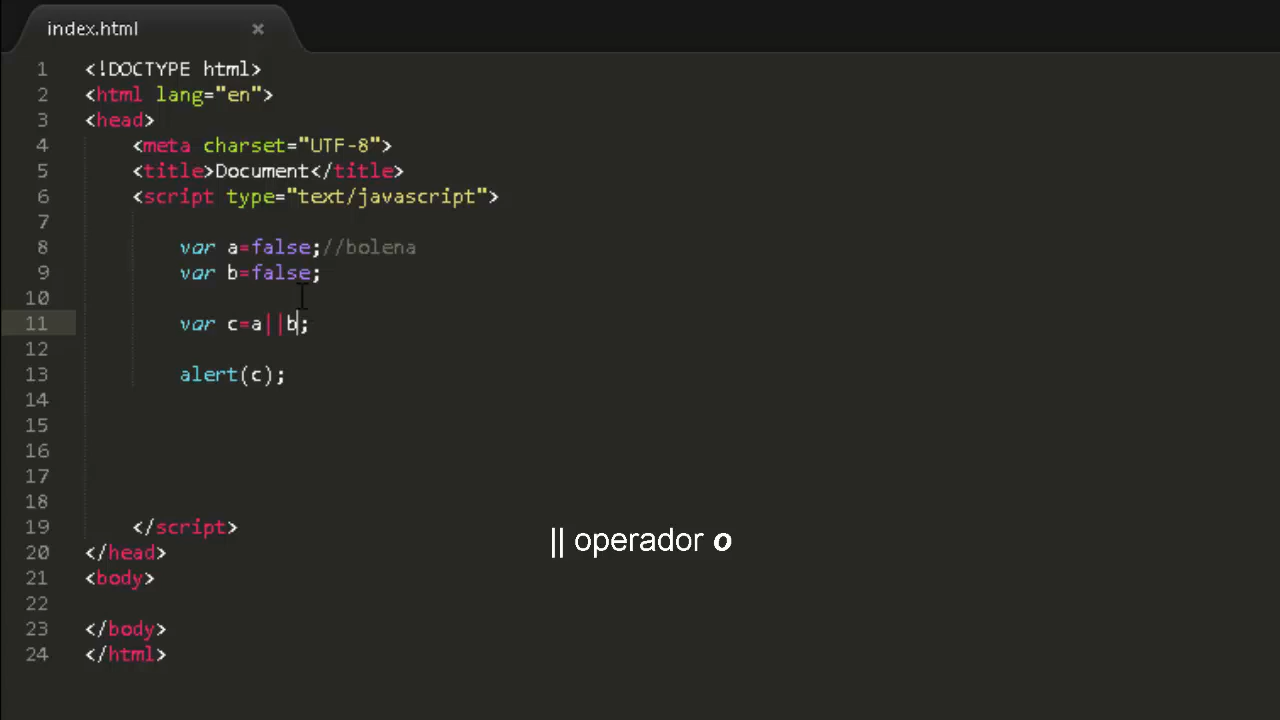 index.html ×
1 <!DOCTYPE html>
2 <html lang="en">
3 <head>
4 <meta charset="UTF-8">
5 <title>Document</title>
6 <script type="text/javascript">
7
8 var a=false;//bolena
9 var b=false;
10
11 var c=a||b;
12
13 alert(c);
14
15
16
17
18
19 </script>
|| operador o
20 </head>
21 <body>
22
23 </body>
24 </html>